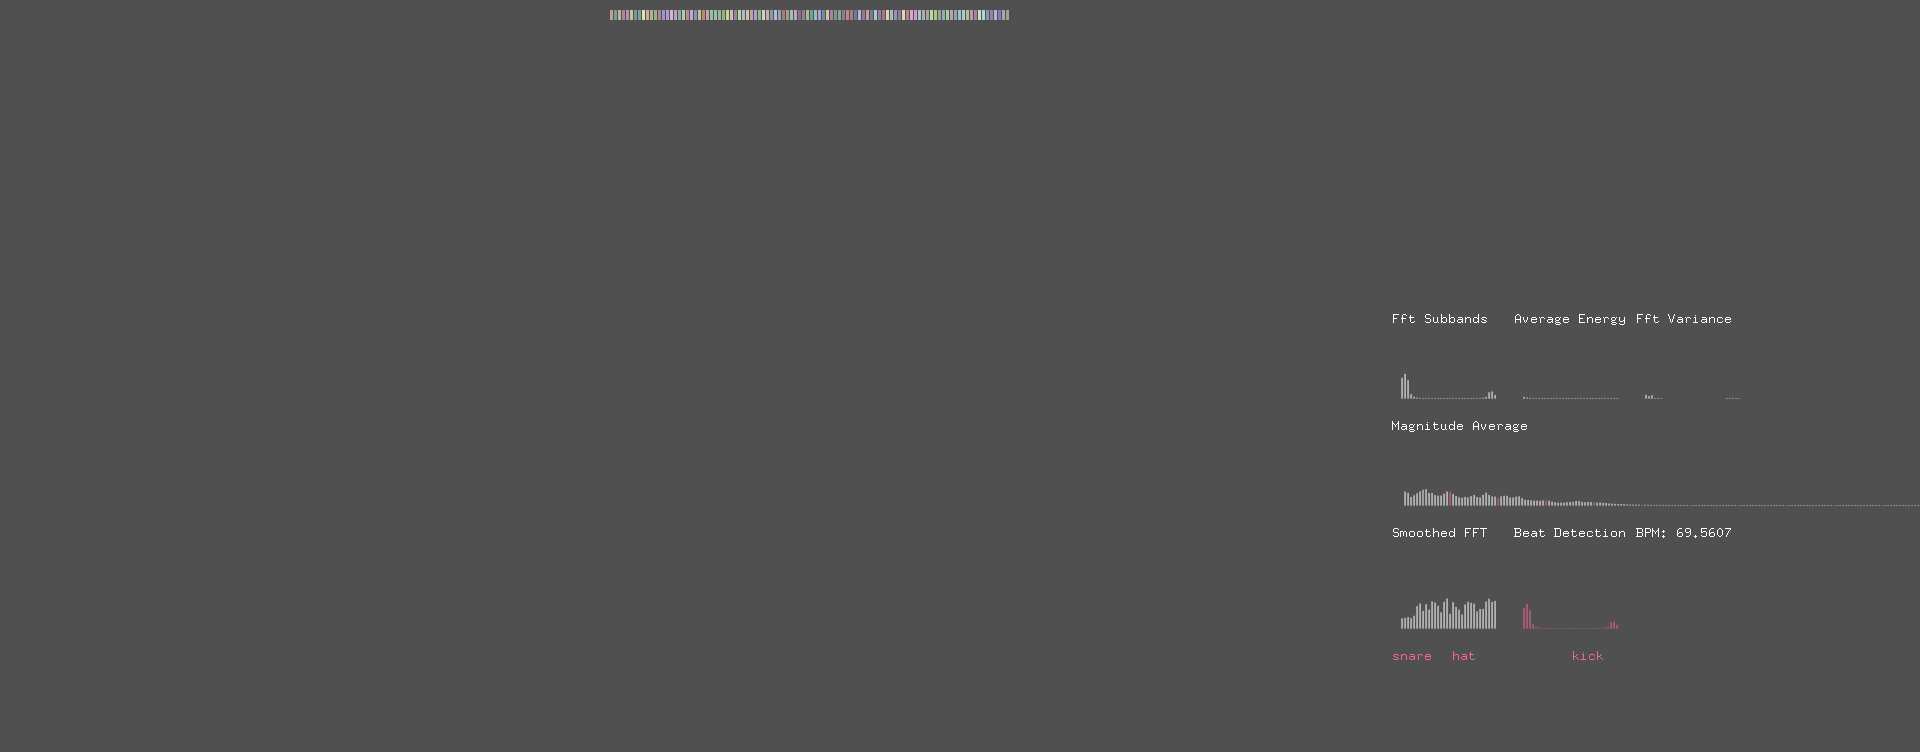 Fft Subbands Average Energy Fft Variance
Magnitude Average
Smoothed FFT Beat Detection BPM: 69.5607
snare hat kick